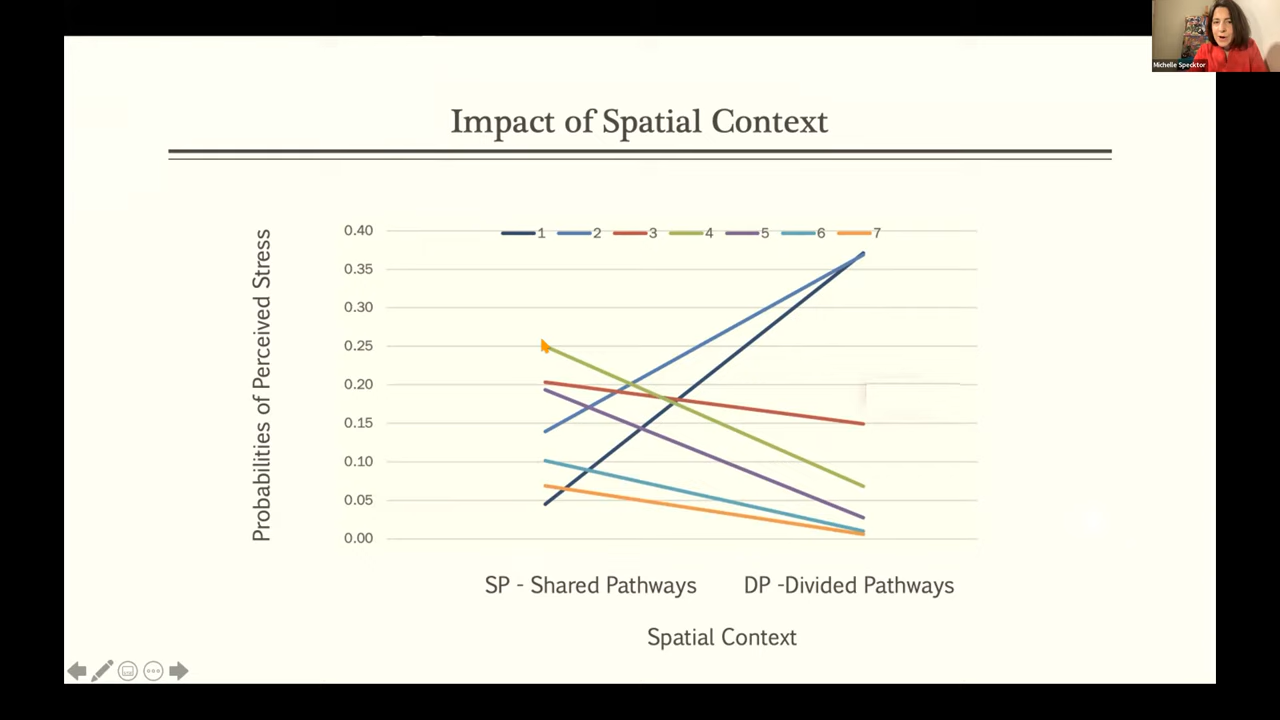 Michelle Specktor
Impact of Spatial Context
Probabilities of Perceived Stress
0.40
0.35
0.30
0.25
0.20
0.15
0.10
0.05
0.00
1 2 3 4 5 6 7
SP - Shared Pathways
DP -Divided Pathways
Spatial Context